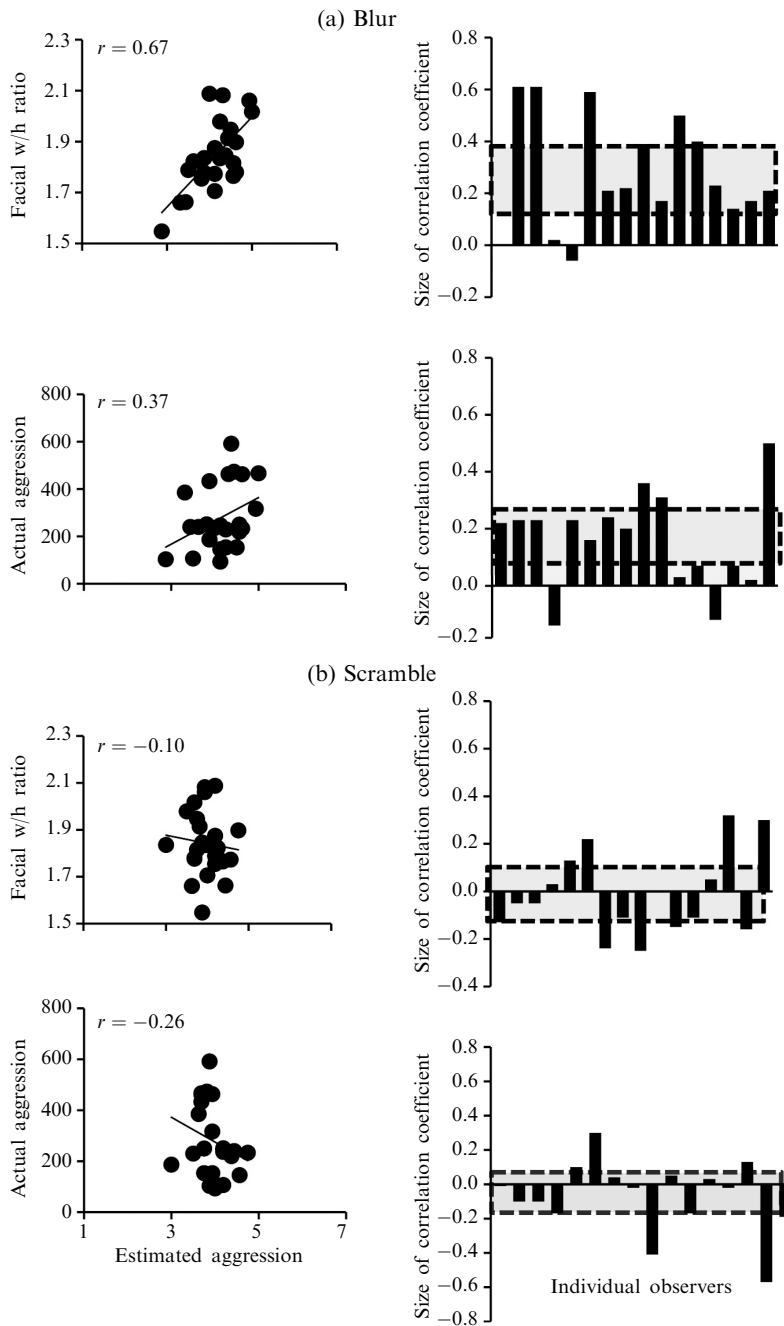 (a) Blur
r = 0.67
Facial w/h ratio
2.3
2.1
1.9
1.7
1.5
Size of correlation coefficient
0.8
0.6
0.4
0.2
0.0
−0.2
r = 0.37
Actual aggression
800
600
400
200
0
Size of correlation coefficient
0.8
0.6
0.4
0.2
0.0
−0.2
(b) Scramble
r = −0.10
Facial w/h ratio
2.3
2.1
1.9
1.7
1.5
Size of correlation coefficient
0.8
0.6
0.4
0.2
0.0
−0.2
−0.4
r = −0.26
Actual aggression
800
600
400
200
0
1 3 5 7
Estimated aggression
Size of correlation coefficient
0.8
0.6
0.4
0.2
0.0
−0.2
−0.4
−0.6
−0.8
Individual observers